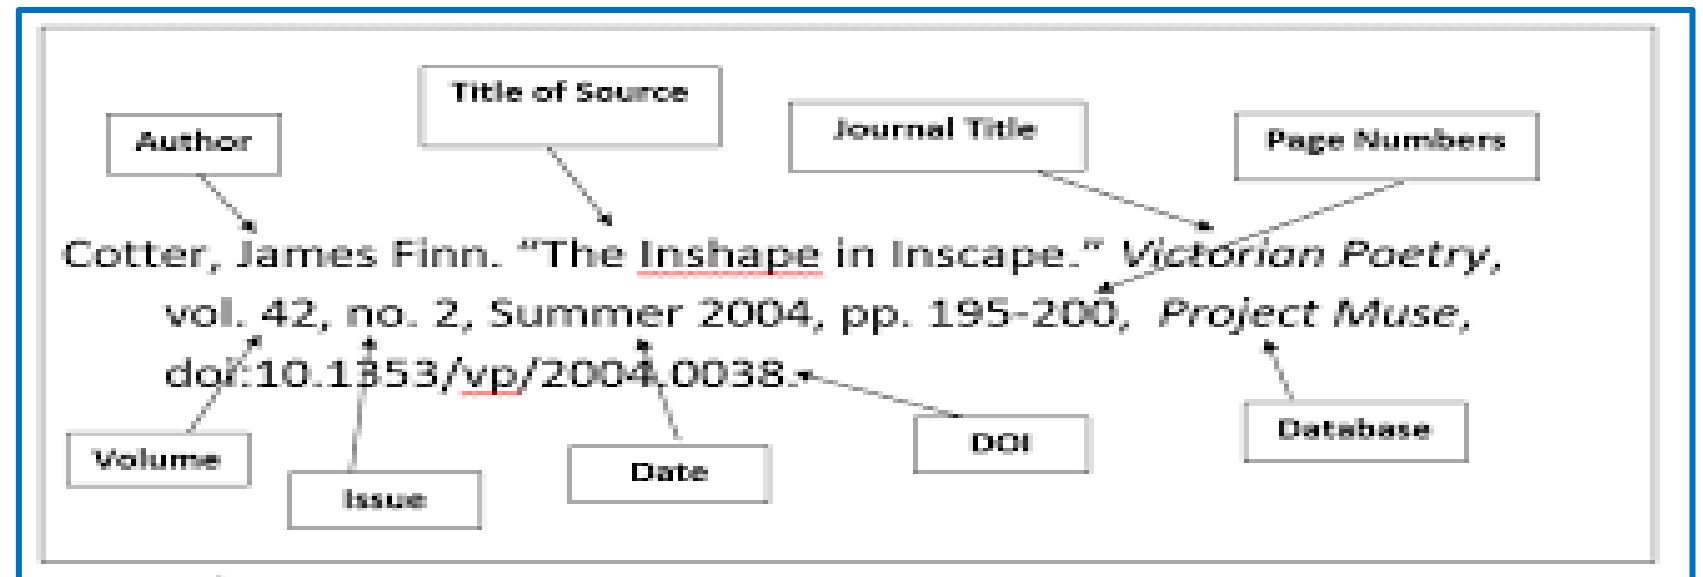 Title of Source
Journal Title
Author
Page Numbers
Cotter, James Finn. “The Inshape in Inscape.” Victorian Poetry,
vol. 42, no. 2, Summer 2004, pp. 195-200, Project Muse,
doi:10.1353/vp/2004.0038.
Volume
Issue
Date
DOI
Database